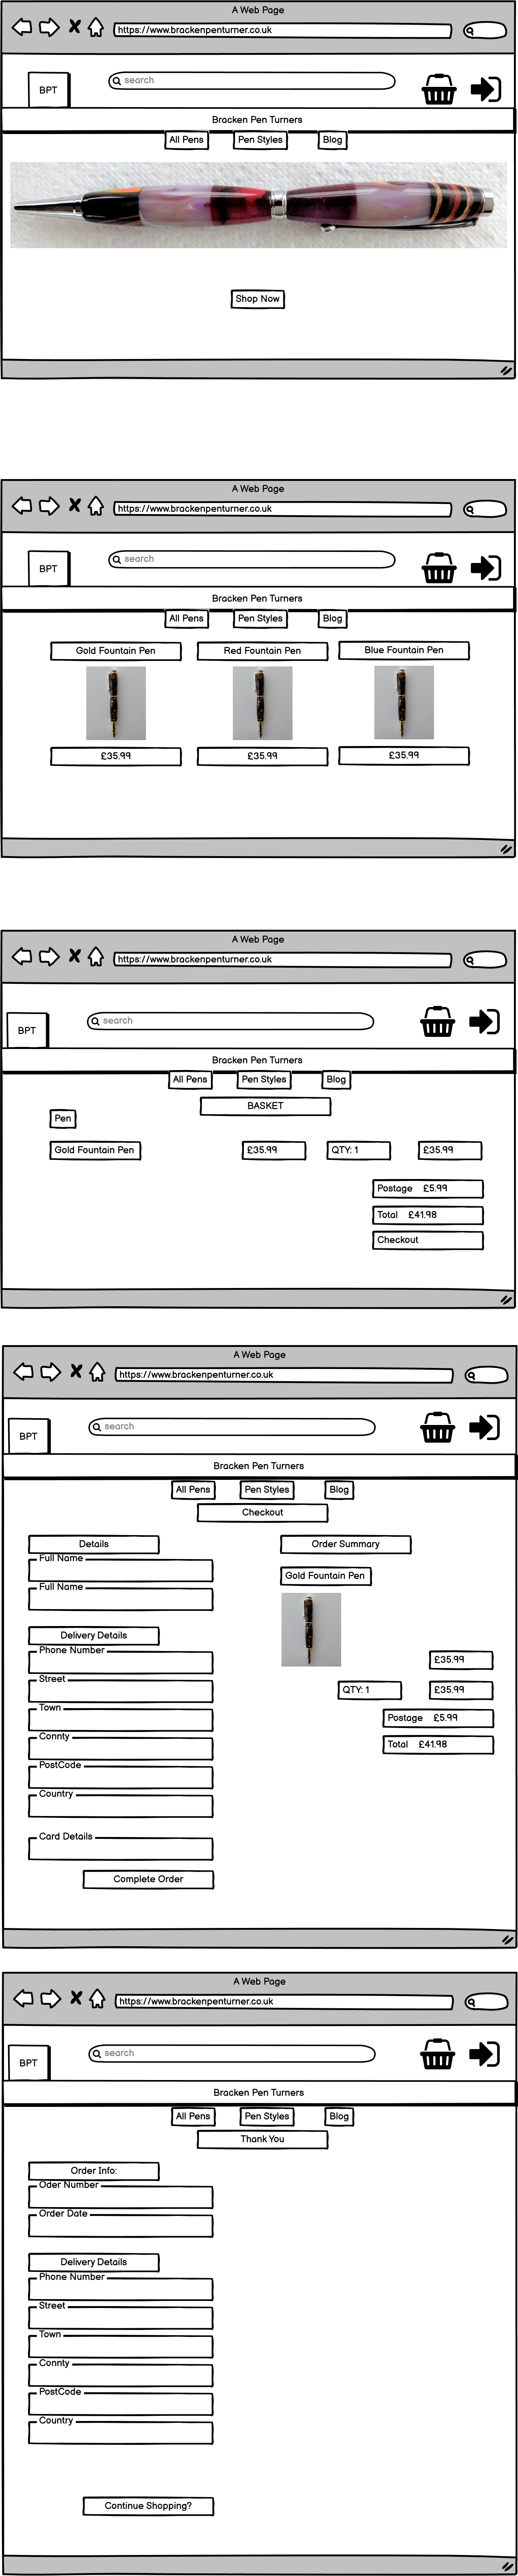 A Web Page
https://www.brackenpenturner.co.uk
BPT
search
Bracken Pen Turners
All Pens Pen Styles Blog
Shop Now
A Web Page
https://www.brackenpenturner.co.uk
BPT
search
Bracken Pen Turners
All Pens Pen Styles Blog
Gold Fountain Pen Red Fountain Pen Blue Fountain Pen
£35.99 £35.99 £35.99
A Web Page
https://www.brackenpenturner.co.uk
BPT
search
Bracken Pen Turners
All Pens Pen Styles Blog
BASKET
Pen
Gold Fountain Pen £35.99 QTY: 1 £35.99
Postage £5.99
Total £41.98
Checkout
A Web Page
https://www.brackenpenturner.co.uk
BPT
search
Bracken Pen Turners
All Pens Pen Styles Blog
Checkout
Details
Full Name
Full Name
Delivery Details
Phone Number
Street
Town
Connty
PostCode
Country
Card Details
Complete Order
Order Summary
Gold Fountain Pen
£35.99
QTY: 1 £35.99
Postage £5.99
Total £41.98
A Web Page
https://www.brackenpenturner.co.uk
BPT
search
Bracken Pen Turners
All Pens Pen Styles Blog
Thank You
Order Info:
Oder Number
Order Date
Delivery Details
Phone Number
Street
Town
Connty
PostCode
Country
Continue Shopping?